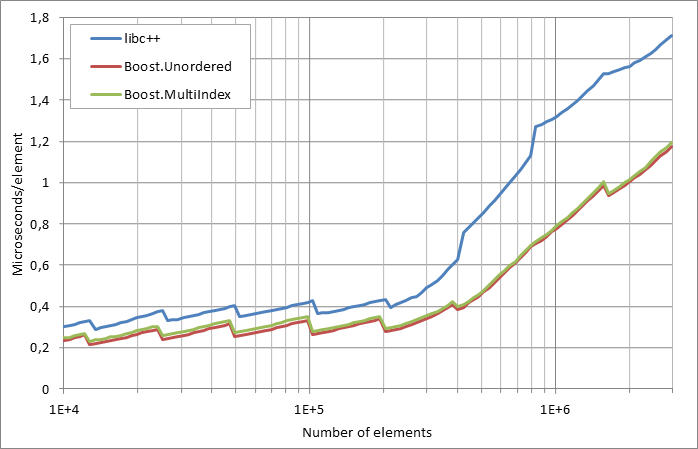 1,8
1,6
1,4
1,2
1
0,8
0,6
0,4
0,2
0
Microseconds/element
libc++
Boost.Unordered
Boost.MultiIndex
1E+4
1E+5
1E+6
Number of elements